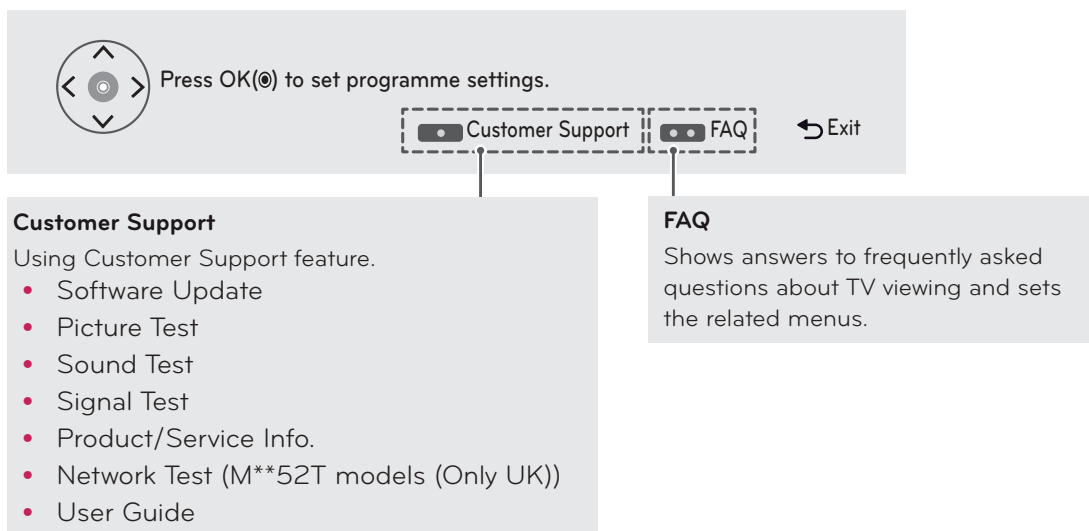 Press OK(◉) to set programme settings.
Customer Support FAQ Exit
Customer Support
Using Customer Support feature.
• Software Update
• Picture Test
• Sound Test
• Signal Test
• Product/Service Info.
• Network Test (M**52T models (Only UK))
• User Guide
FAQ
Shows answers to frequently asked
questions about TV viewing and sets
the related menus.